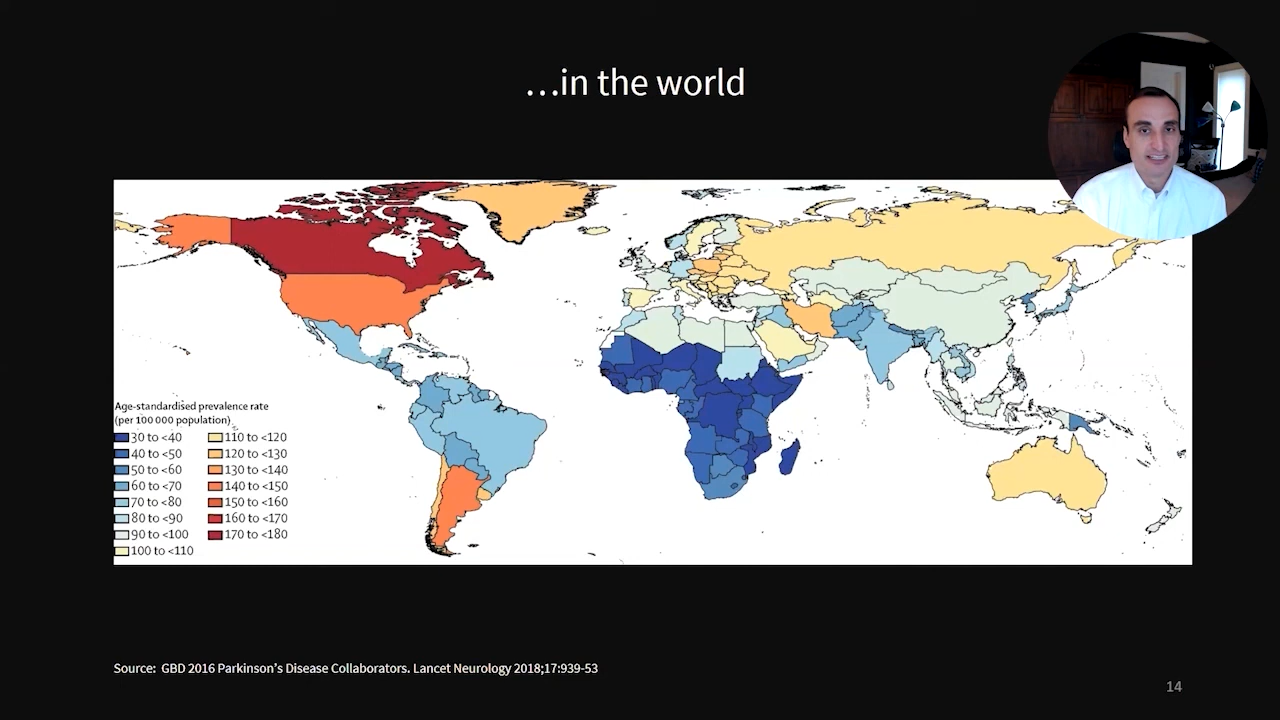 …in the world
Age-standardised prevalence rate
(per 100 000 population)
30 to <40
40 to <50
50 to <60
60 to <70
70 to <80
80 to <90
90 to <100
100 to <110
110 to <120
120 to <130
130 to <140
140 to <150
150 to <160
160 to <170
170 to <180
Source: GBD 2016 Parkinson's Disease Collaborators. Lancet Neurology 2018;17:939-53
14